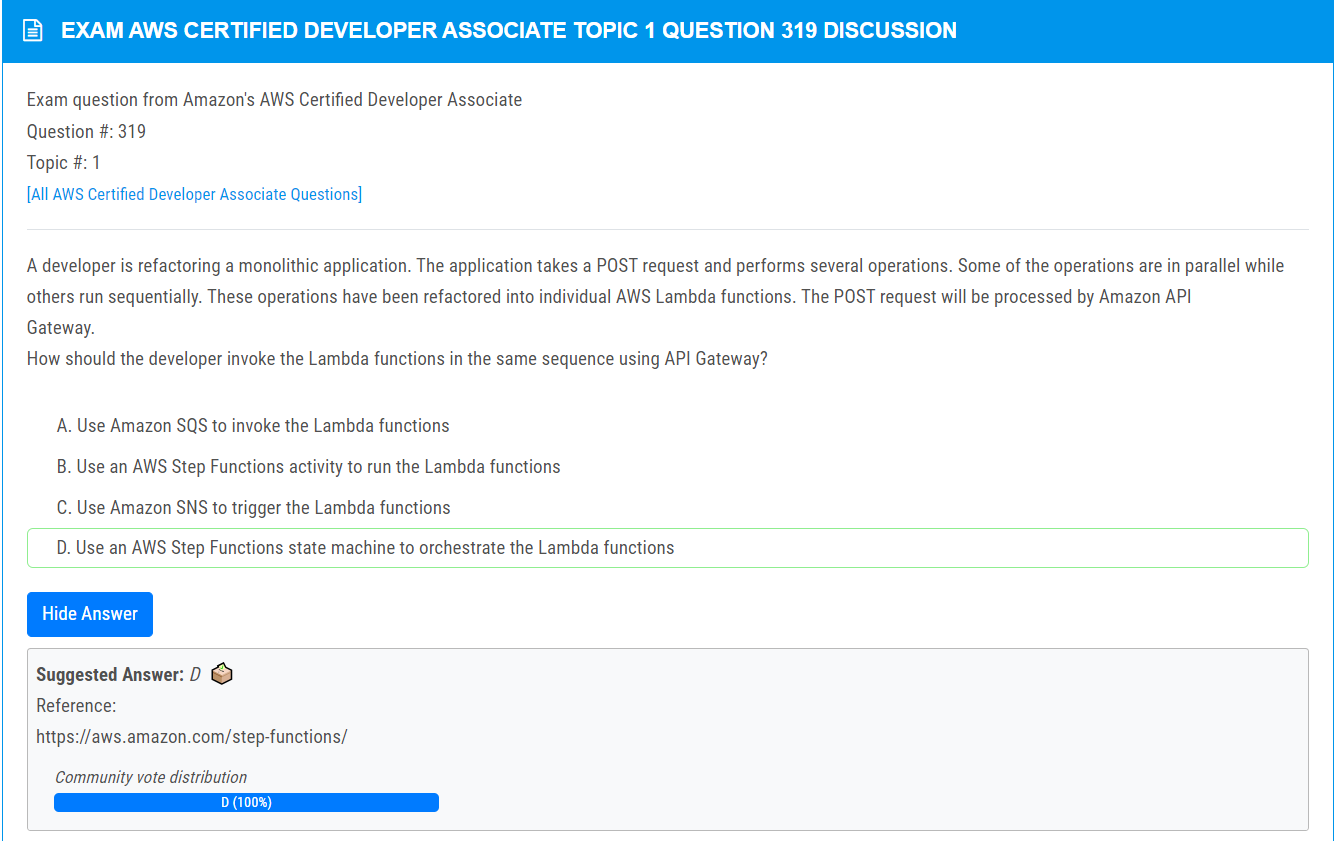 EXAM AWS CERTIFIED DEVELOPER ASSOCIATE TOPIC 1 QUESTION 319 DISCUSSION
Exam question from Amazon's AWS Certified Developer Associate
Question #: 319
Topic #: 1
[All AWS Certified Developer Associate Questions]
A developer is refactoring a monolithic application. The application takes a POST request and performs several operations. Some of the operations are in parallel while
others run sequentially. These operations have been refactored into individual AWS Lambda functions. The POST request will be processed by Amazon API
Gateway.
How should the developer invoke the Lambda functions in the same sequence using API Gateway?
A. Use Amazon SQS to invoke the Lambda functions
B. Use an AWS Step Functions activity to run the Lambda functions
C. Use Amazon SNS to trigger the Lambda functions
D. Use an AWS Step Functions state machine to orchestrate the Lambda functions
Hide Answer
Suggested Answer: D
Reference:
https://aws.amazon.com/step-functions/
Community vote distribution
D (100%)